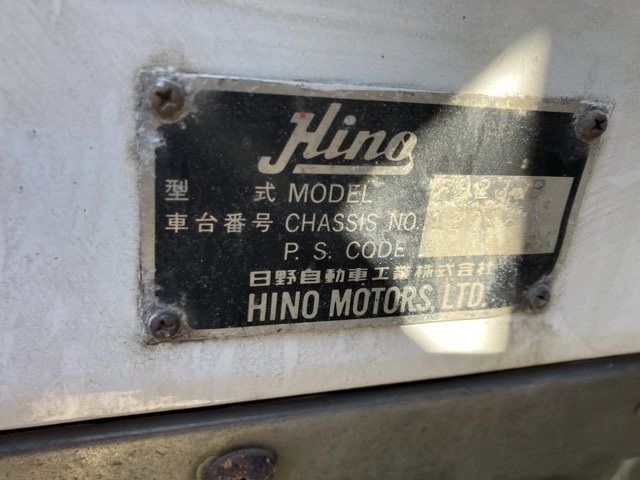 Hino
型 式 MODEL
車台番号 CHASSIS NO.
P. S. CODE
日野自動車工業株式会社
HINO MOTORS, LTD.